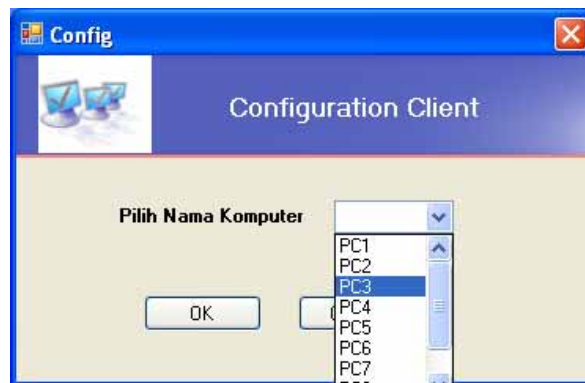 Config
Configuration Client
Pilih Nama Komputer
PC1
PC2
PC3
PC4
PC5
PC6
PC7
OK